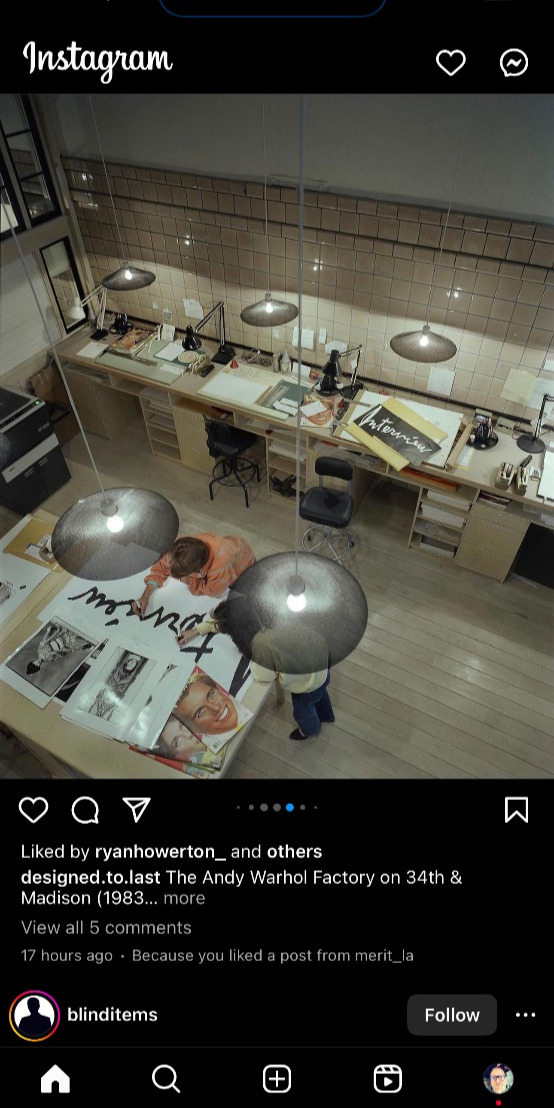 Instagram
Interview
terview
Liked by ryanhowerton_ and others
designed.to.last The Andy Warhol Factory on 34th &
Madison (1983... more
View all 5 comments
17 hours ago · Because you liked a post from merit_la
blinditems
Follow